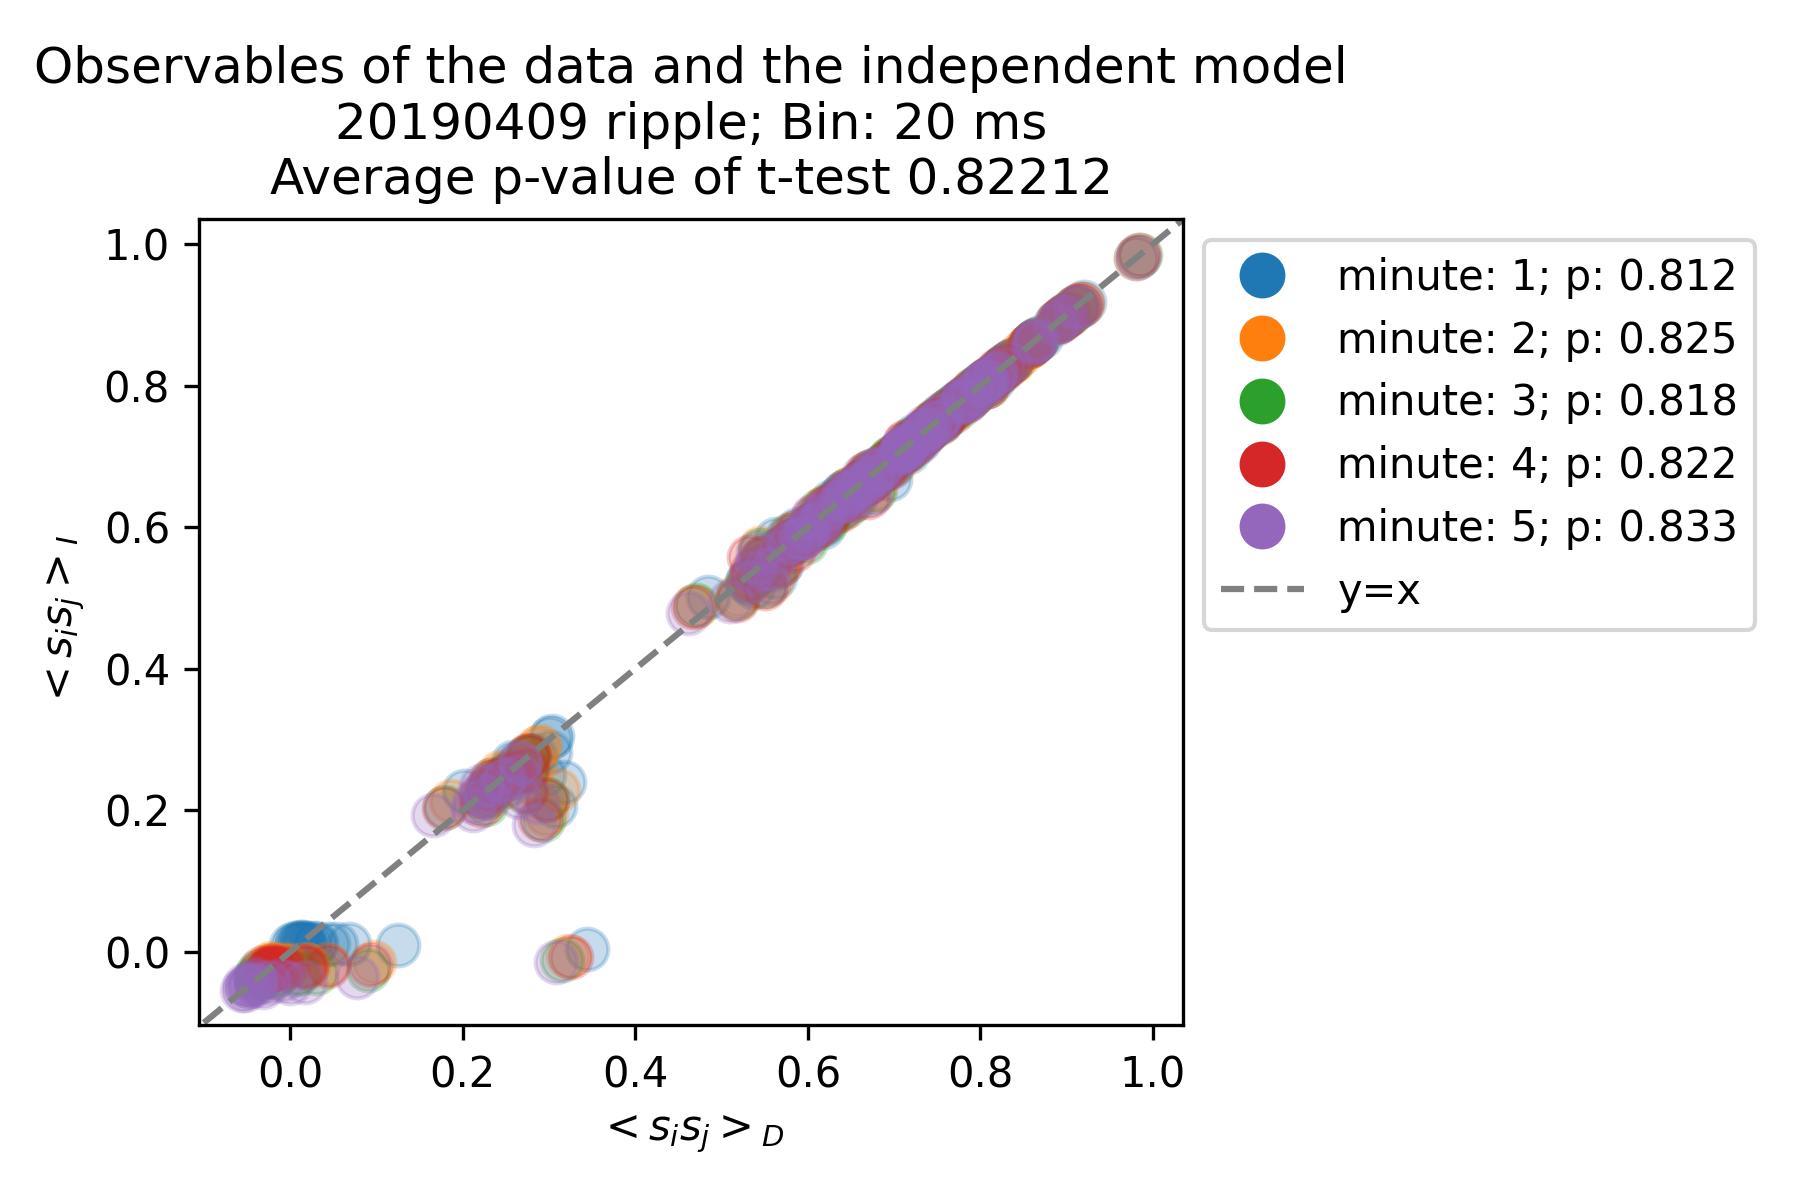 Observables of the data and the independent model
20190409 ripple; Bin: 20 ms
Average p-value of t-test 0.82212
1.0
0.8
0.6
0.4
0.2
0.0
< s_i s_j >_I
0.0 0.2 0.4 0.6 0.8 1.0
< s_i s_j >_D
minute: 1; p: 0.812
minute: 2; p: 0.825
minute: 3; p: 0.818
minute: 4; p: 0.822
minute: 5; p: 0.833
y=x